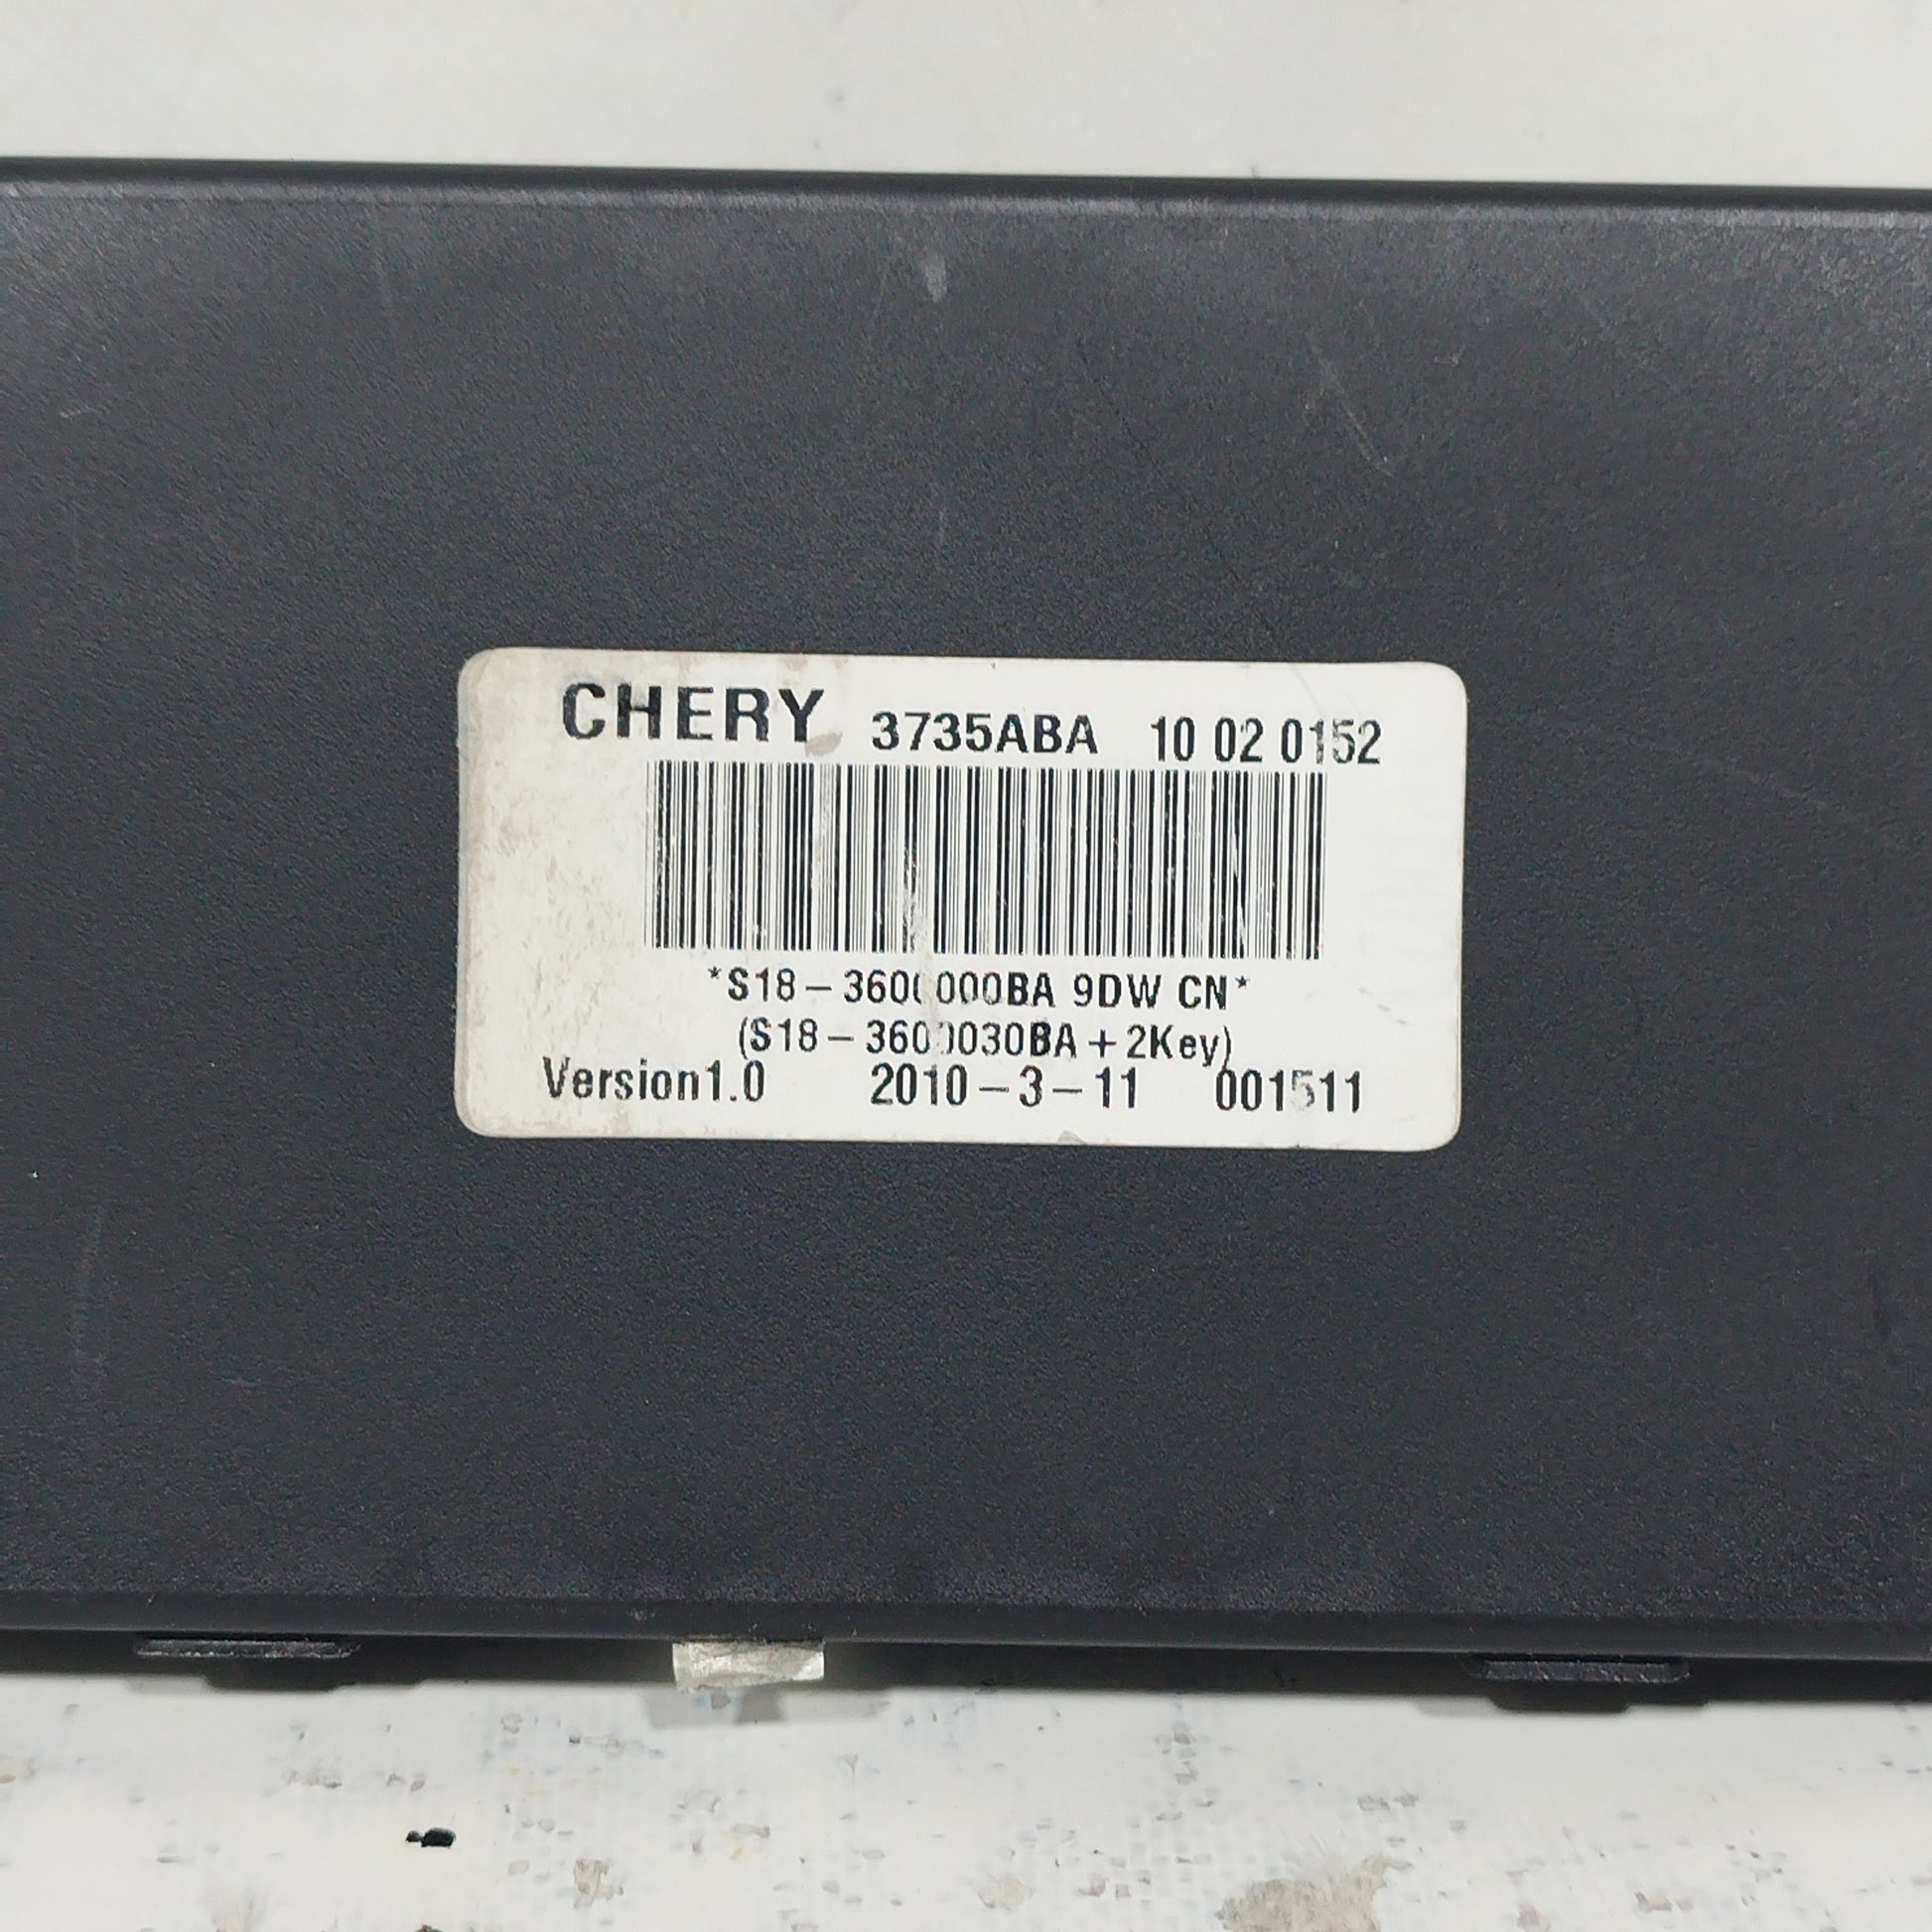 CHERY 3735ABA 10 02 0152
*S18-3600000BA 9DW CN*
(S18-3600030BA+2Key)
Version1.0 2010-3-11 001511